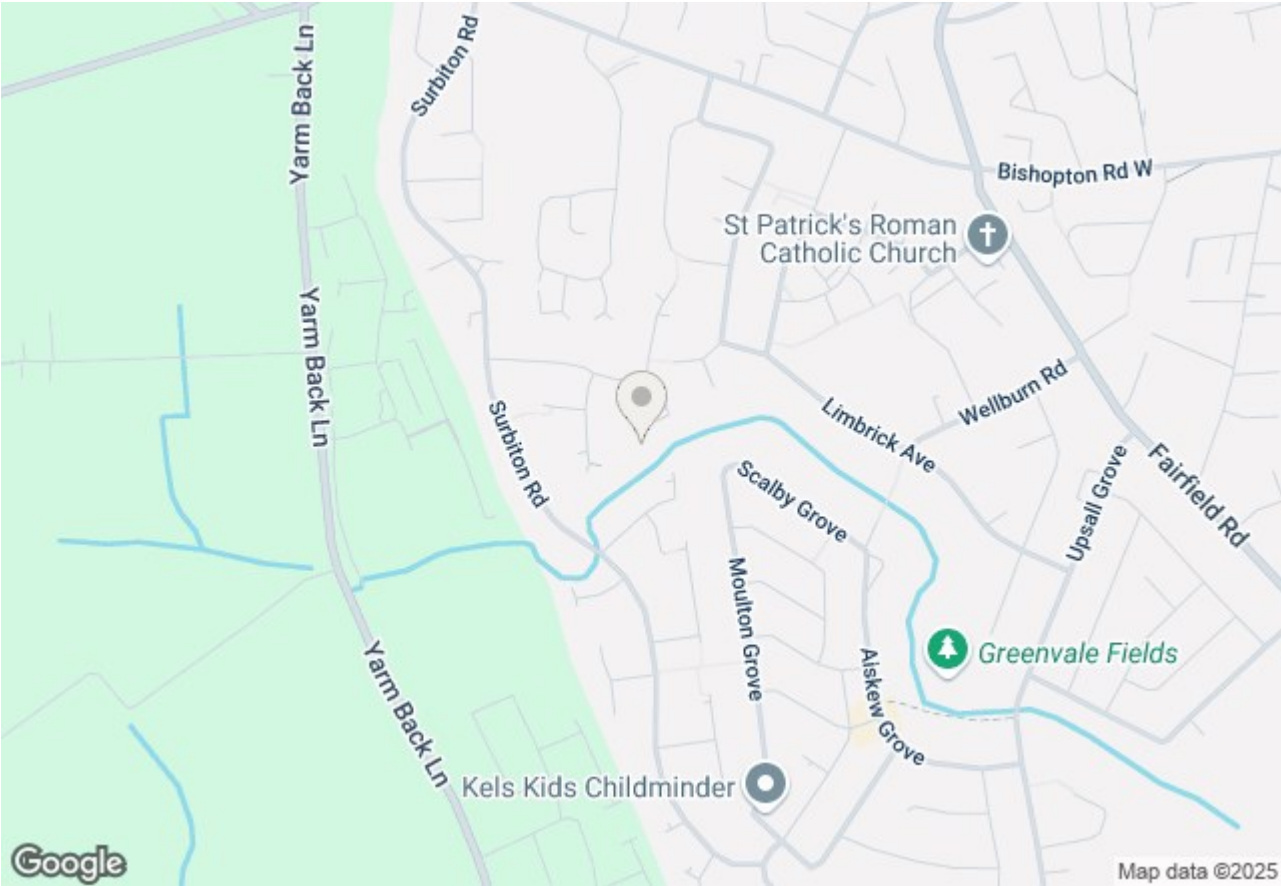 Surbiton Rd
Yarm Back Ln
Bishopton Rd W
St Patrick's Roman
Catholic Church
Yarm Back Ln
Wellburn Rd
Limbrick Ave
Surbiton Rd
Fairfield Rd
Upsall Grove
Scalby Grove
Moulton Grove
Greenvale Fields
Aiskew Grove
Yarm Back Ln
Kels Kids Childminder
Google
Map data ©2025